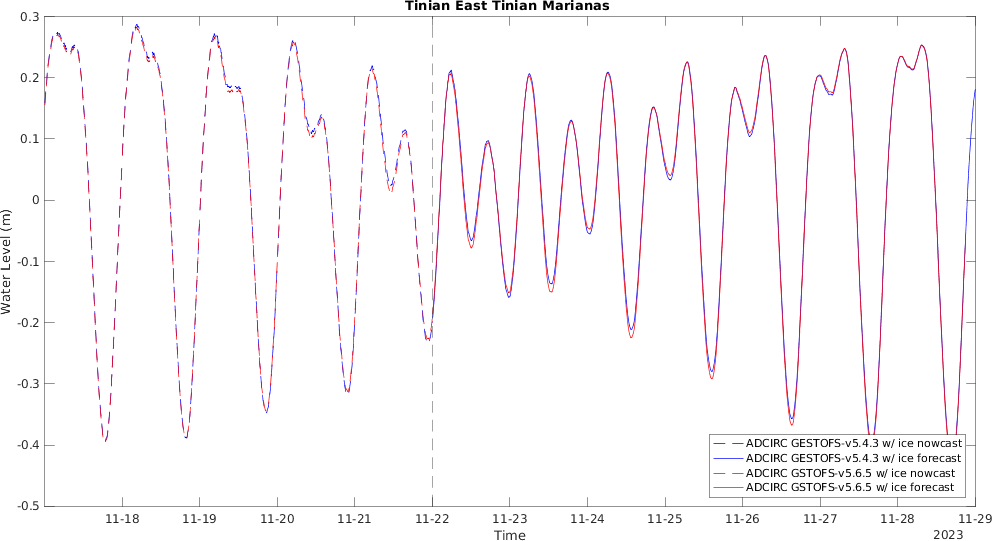 Tinian East Tinian Marianas
0.3
0.2
0.1
0
-0.1
-0.2
-0.3
-0.4
-0.5
Water Level (m)
ADCIRC GESTOFS-v5.4.3 w/ ice nowcast
ADCIRC GESTOFS-v5.4.3 w/ ice forecast
ADCIRC GSTOFS-v5.6.5 w/ ice nowcast
ADCIRC GSTOFS-v5.6.5 w/ ice forecast
11-18 11-19 11-20 11-21 11-22 11-23 11-24 11-25 11-26 11-27 11-28 11-29
Time
2023